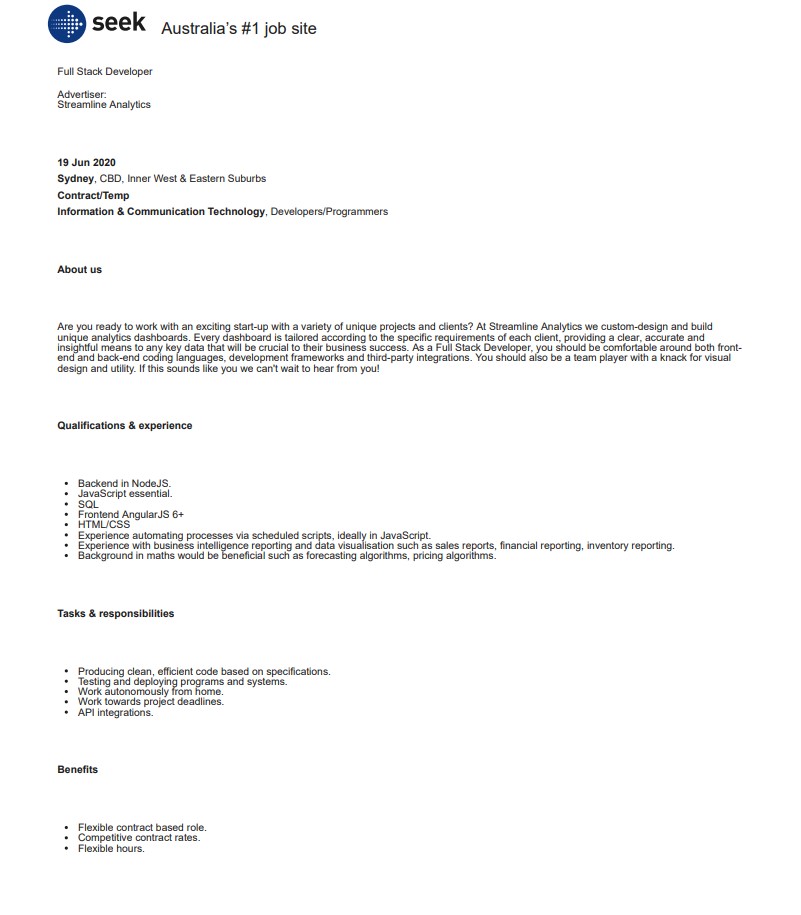 seek Australia’s #1 job site
Full Stack Developer
Advertiser:
Streamline Analytics
19 Jun 2020
Sydney, CBD, Inner West & Eastern Suburbs
Contract/Temp
Information & Communication Technology, Developers/Programmers
About us
Are you ready to work with an exciting start-up with a variety of unique projects and clients? At Streamline Analytics we custom-design and build
unique analytics dashboards. Every dashboard is tailored according to the specific requirements of each client, providing a clear, accurate and
insightful means to any key data that will be crucial to their business success. As a Full Stack Developer, you should be comfortable around both front-
end and back-end coding languages, development frameworks and third-party integrations. You should also be a team player with a knack for visual
design and utility. If this sounds like you we can't wait to hear from you!
Qualifications & experience
• Backend in NodeJS.
• JavaScript essential.
• SQL
• Frontend AngularJS 6+
• HTML/CSS
• Experience automating processes via scheduled scripts, ideally in JavaScript.
• Experience with business intelligence reporting and data visualisation such as sales reports, financial reporting, inventory reporting.
• Background in maths would be beneficial such as forecasting algorithms, pricing algorithms.
Tasks & responsibilities
• Producing clean, efficient code based on specifications.
• Testing and deploying programs and systems.
• Work autonomously from home.
• Work towards project deadlines.
• API integrations.
Benefits
• Flexible contract based role.
• Competitive contract rates.
• Flexible hours.